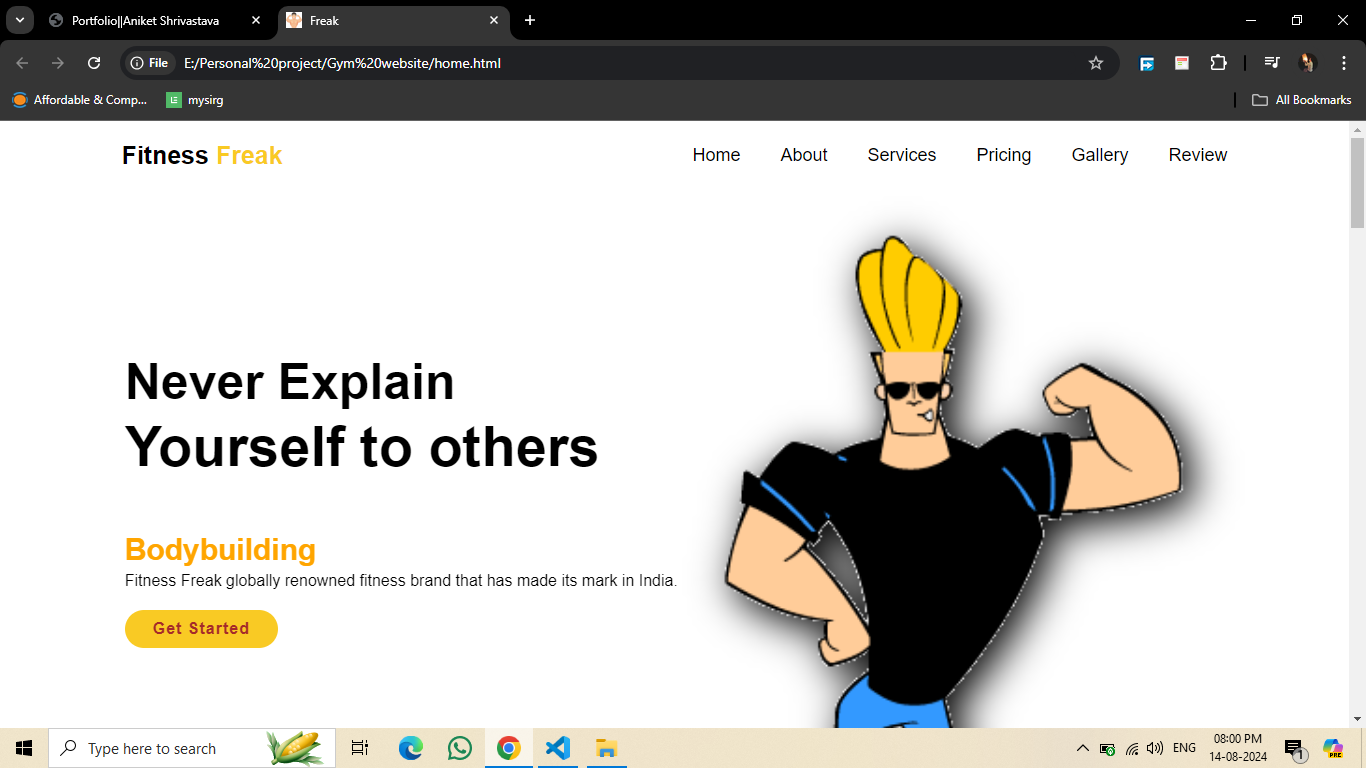 Portfolio||Aniket Shrivastava
Freak
File
E:/Personal%20project/Gym%20website/home.html
Affordable & Comp...
mysirg
All Bookmarks
Fitness Freak
Home
About
Services
Pricing
Gallery
Review
Never Explain
Yourself to others
Bodybuilding
Fitness Freak globally renowned fitness brand that has made its mark in India.
Get Started
Type here to search
ENG
08:00 PM
14-08-2024
1
PRE